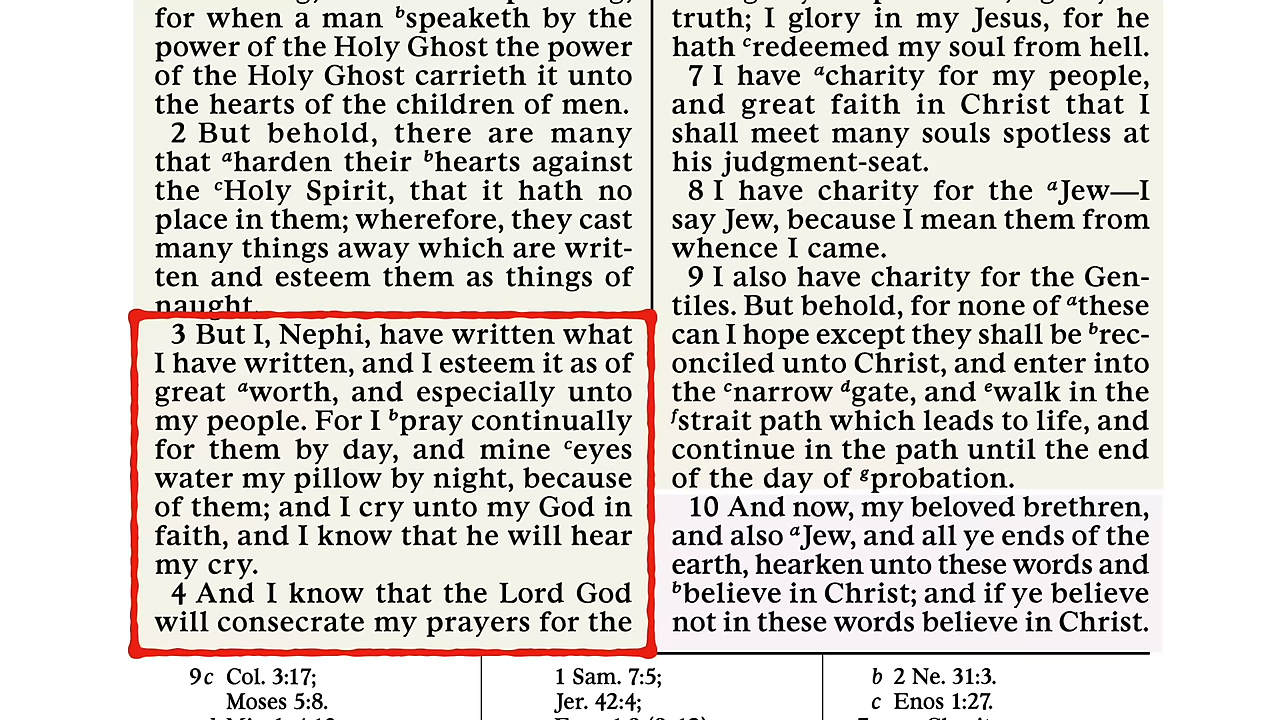 for when a man bspeaketh by the
power of the Holy Ghost the power
of the Holy Ghost carrieth it unto
the hearts of the children of men.
2 But behold, there are many
that aharden their bhearts against
the cHoly Spirit, that it hath no
place in them; wherefore, they cast
many things away which are writ-
ten and esteem them as things of
naught.
3 But I, Nephi, have written what
I have written, and I esteem it as of
great aworth, and especially unto
my people. For I bpray continually
for them by day, and mine ceyes
water my pillow by night, because
of them; and I cry unto my God in
faith, and I know that he will hear
my cry.
4 And I know that the Lord God
will consecrate my prayers for the
truth; I glory in my Jesus, for he
hath credeemed my soul from hell.
7 I have acharity for my people,
and great faith in Christ that I
shall meet many souls spotless at
his judgment-seat.
8 I have charity for the aJew—I
say Jew, because I mean them from
whence I came.
9 I also have charity for the Gen-
tiles. But behold, for none of athese
can I hope except they shall be brec-
onciled unto Christ, and enter into
the cnarrow dgate, and ewalk in the
fstrait path which leads to life, and
continue in the path until the end
of the day of gprobation.
10 And now, my beloved brethren,
and also aJew, and all ye ends of the
earth, hearken unto these words and
bbelieve in Christ; and if ye believe
not in these words believe in Christ.
9c Col. 3:17;
Moses 5:8.
1 Sam. 7:5;
Jer. 42:4;
b 2 Ne. 31:3.
c Enos 1:27.